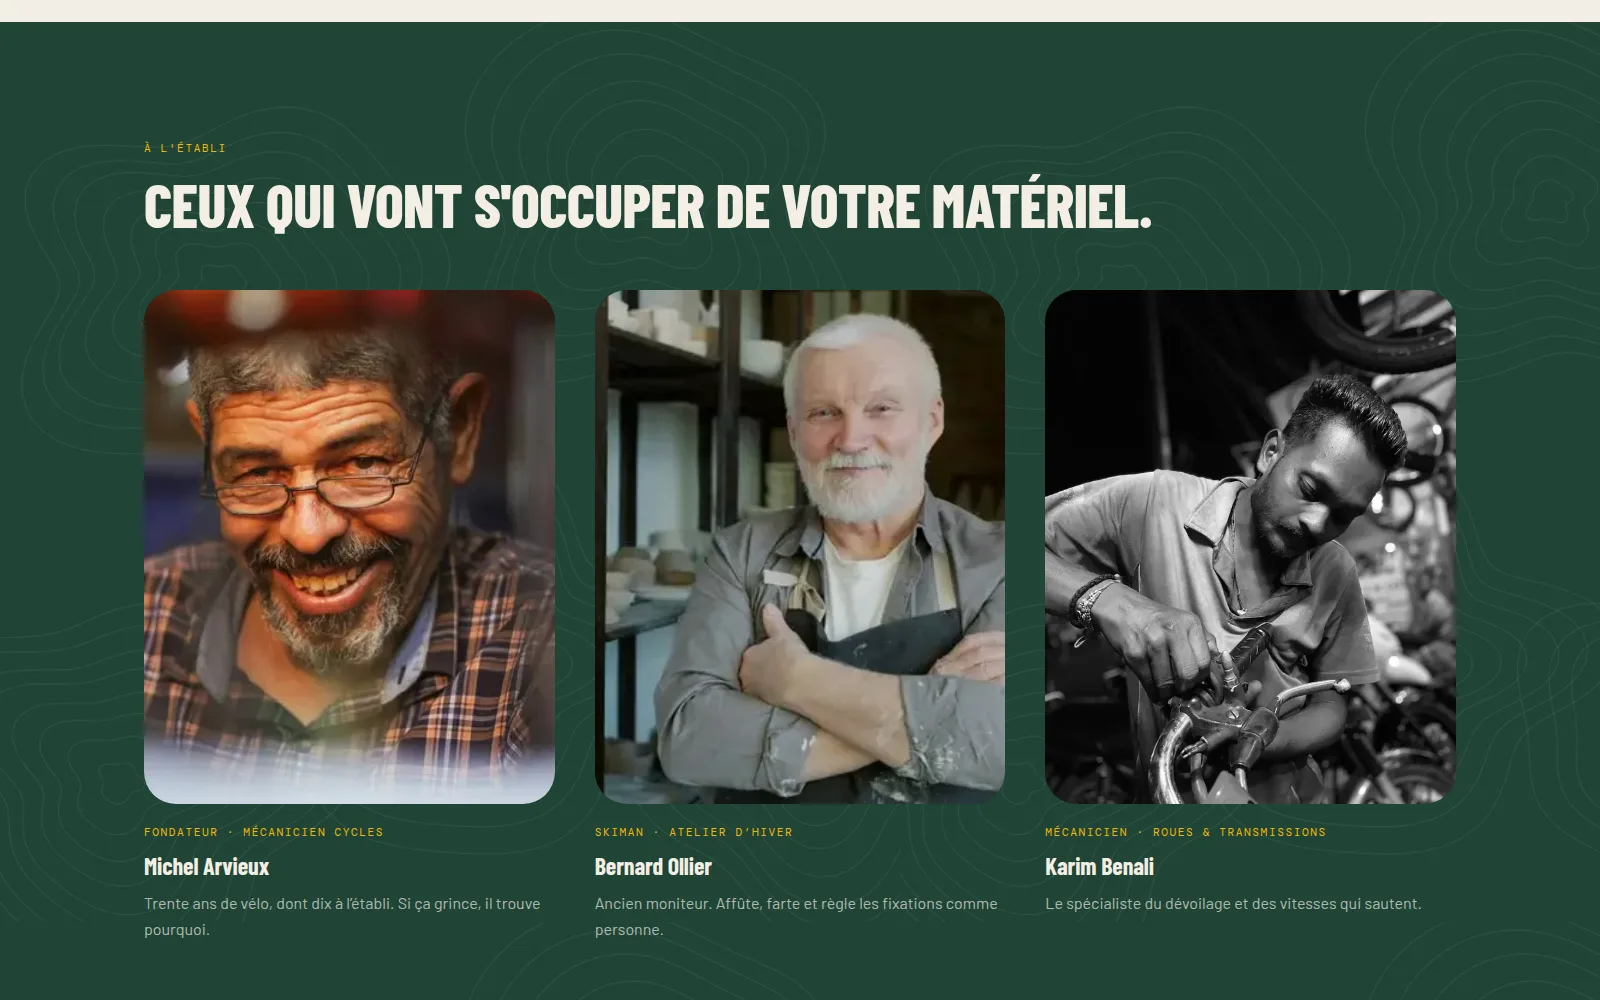 À L'ÉTABLI
CEUX QUI VONT S'OCCUPER DE VOTRE MATÉRIEL.
FONDATEUR · MÉCANICIEN CYCLES
Michel Arvieux
Trente ans de vélo, dont dix à l'établi. Si ça grince, il trouve
pourquoi.
SKIMAN · ATELIER D'HIVER
Bernard Ollier
Ancien moniteur. Affûte, farte et règle les fixations comme
personne.
MÉCANICIEN · ROUES & TRANSMISSIONS
Karim Benali
Le spécialiste du dévoilage et des vitesses qui sautent.